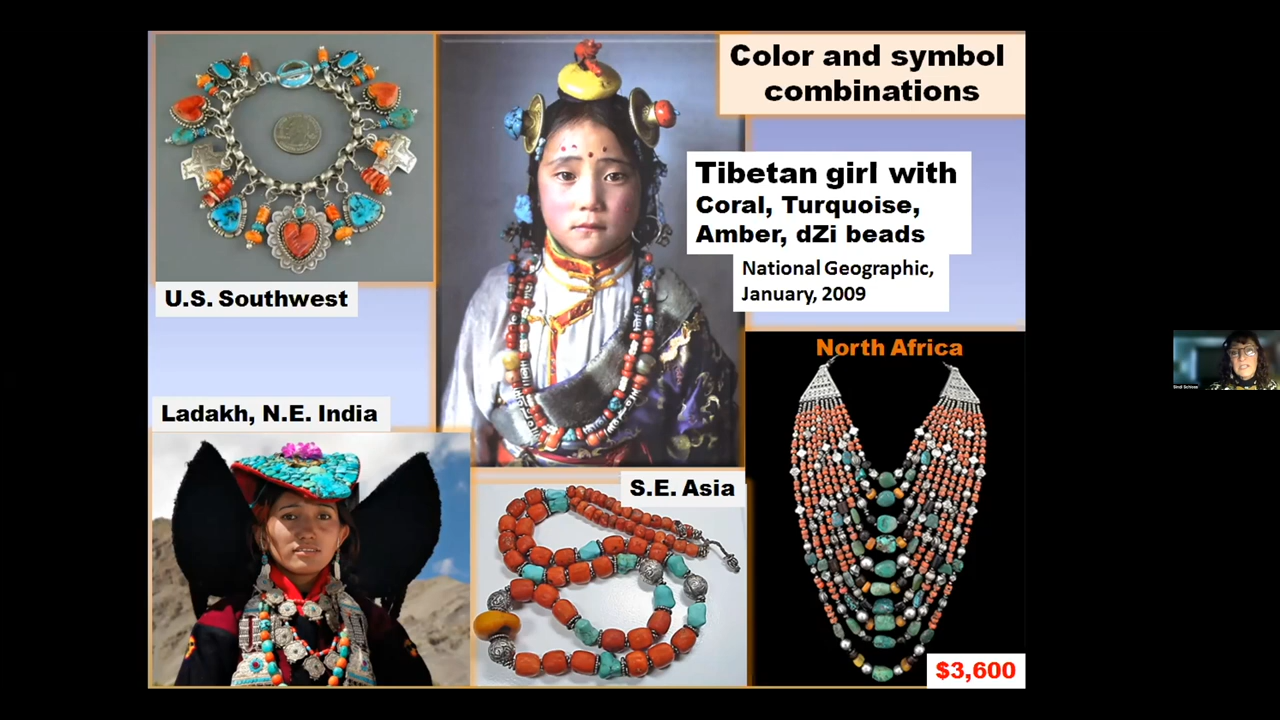 Color and symbol
combinations
Tibetan girl with
Coral, Turquoise,
Amber, dZi beads
National Geographic,
January, 2009
U.S. Southwest
North Africa
Ladakh, N.E. India
S.E. Asia
$3,600